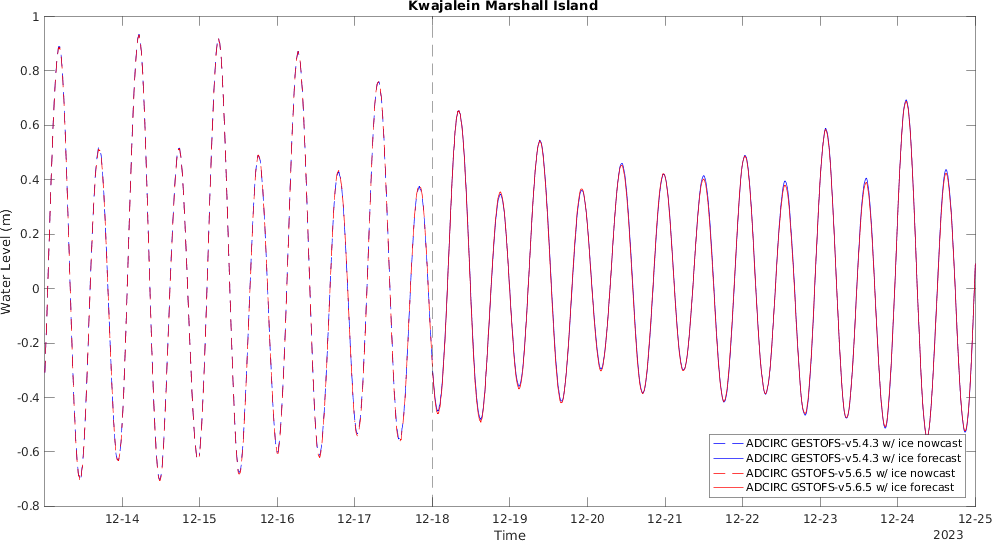 Kwajalein Marshall Island
1
0.8
0.6
0.4
0.2
0
-0.2
-0.4
-0.6
-0.8
Water Level (m)
ADCIRC GESTOFS-v5.4.3 w/ ice nowcast
ADCIRC GESTOFS-v5.4.3 w/ ice forecast
ADCIRC GSTOFS-v5.6.5 w/ ice nowcast
ADCIRC GSTOFS-v5.6.5 w/ ice forecast
12-14 12-15 12-16 12-17 12-18 12-19 12-20 12-21 12-22 12-23 12-24 12-25
Time
2023